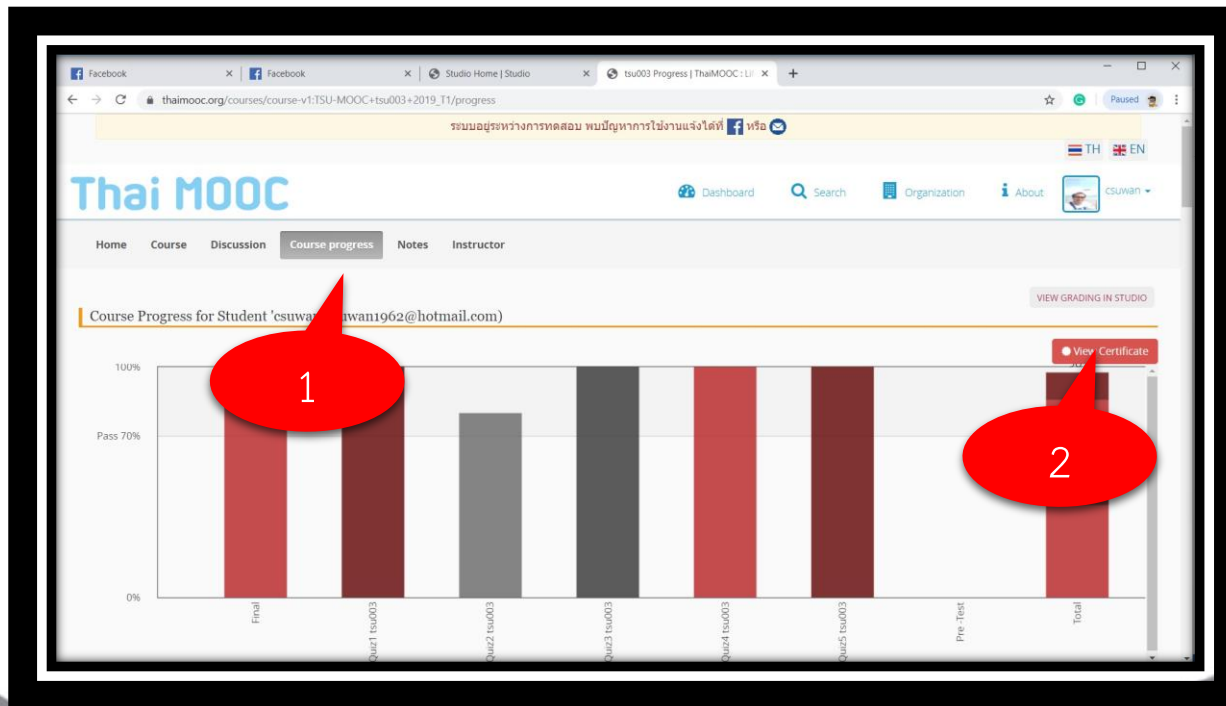 Facebook
Facebook
Studio Home | Studio
tsu003 Progress | ThaiMOOC : Li
thaimooc.org/courses/course-v1:TSU-MOOC+tsu003+2019_T1/progress
Paused
ระบบอยู่ระหว่างการทดสอบ พบปัญหาการใช้งานแจ้งได้ที่ หรือ
TH EN
Thai MOOC
Dashboard Search Organization About csuwan
Home Course Discussion Course progress Notes Instructor
VIEW GRADING IN STUDIO
Course Progress for Student 'csuwan uwan1962@hotmail.com)
View Certificate
100%
1
Pass 70%
2
0%
Final
Quiz1 tsu003
Quiz2 tsu003
Quiz3 tsu003
Quiz4 tsu003
Quiz5 tsu003
Pre -Test
Total